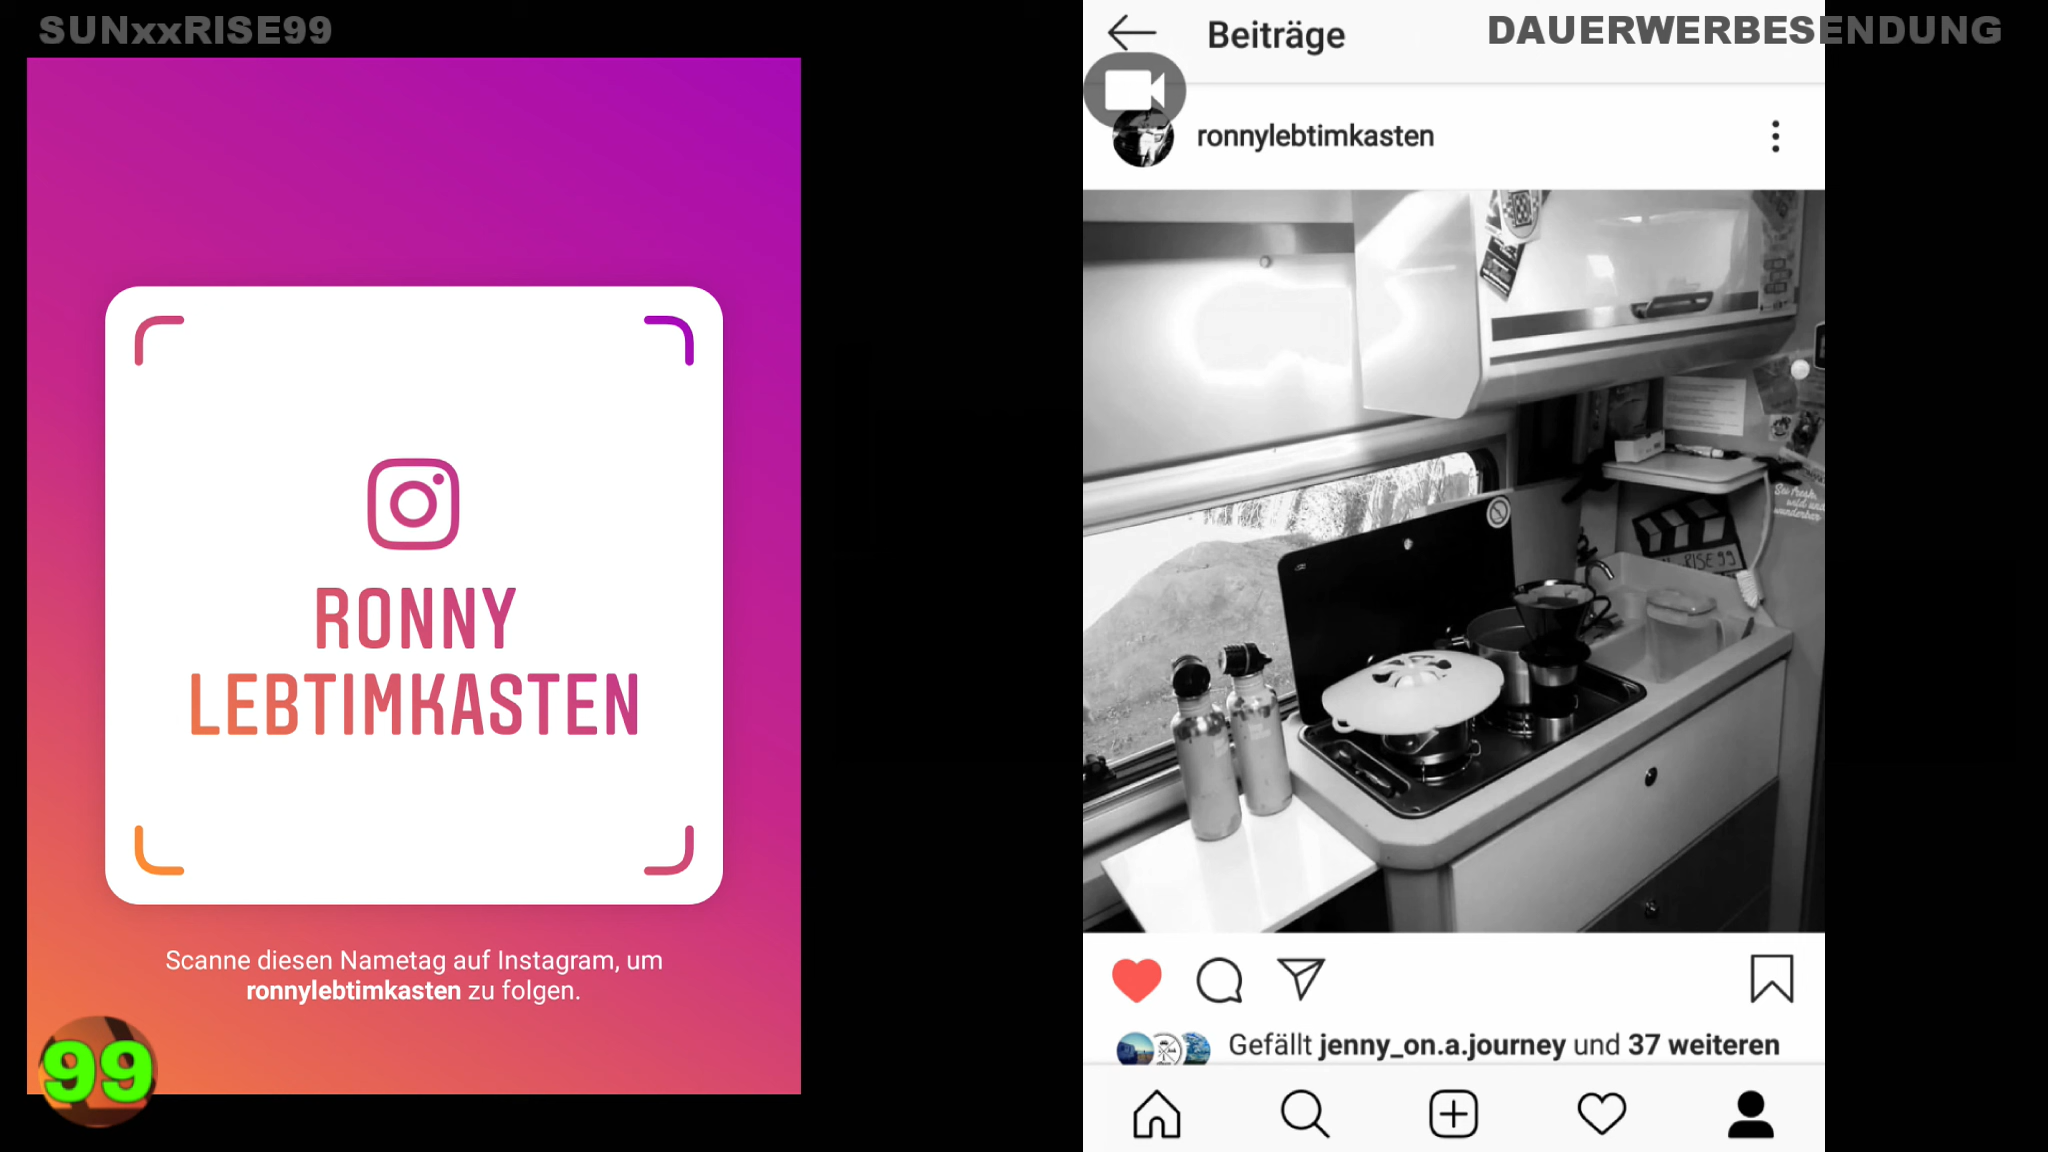 SUNxxRISE99
DAUERWERBESENDUNG
RONNY
LEBTIMKASTEN
Scanne diesen Nametag auf Instagram, um
ronnylebtimkasten zu folgen.
99
Beiträge
ronnylebtimkasten
RISE99
Gefällt jenny_on.a.journey und 37 weiteren